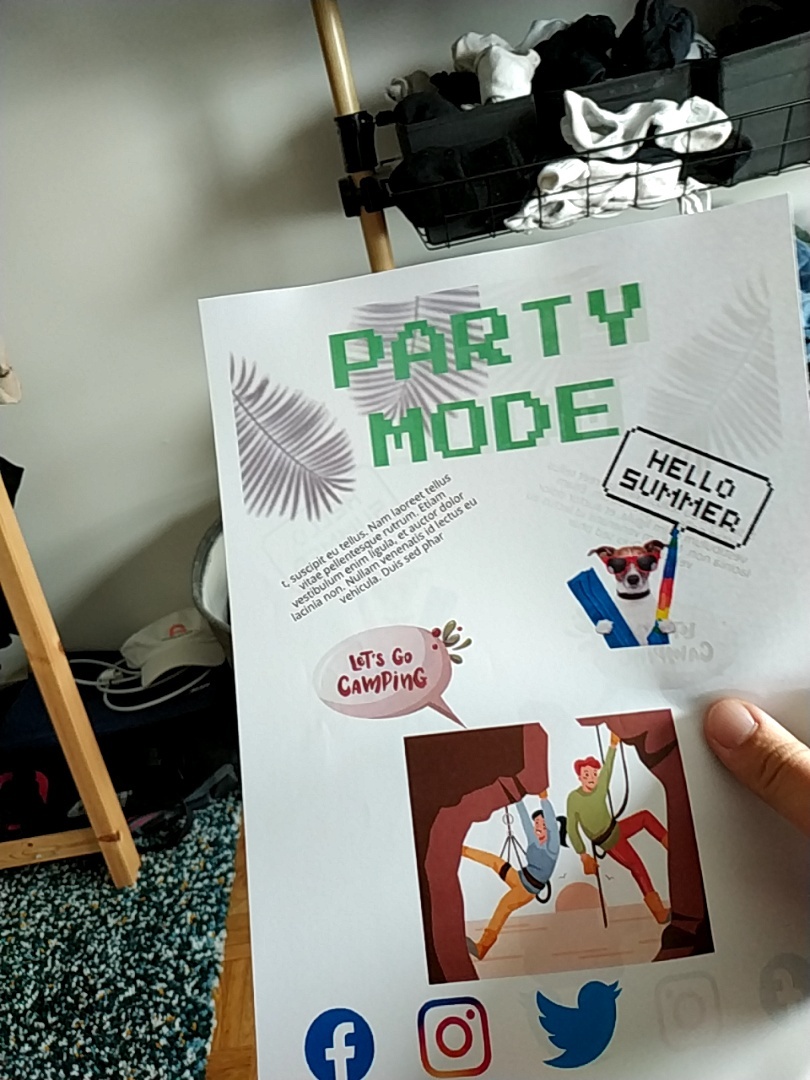 PARTY
MODE
HELLO
SUMMER
t, suscipit eu tellus. Nam laoreet tellus
vitae pellentesque rutrum. Etiam
vestibulum enim ligula, et auctor dolor
lacinia non. Nullam venenatis id lectus eu
vehicula. Duis sed phar
LET'S GO
CAMPING